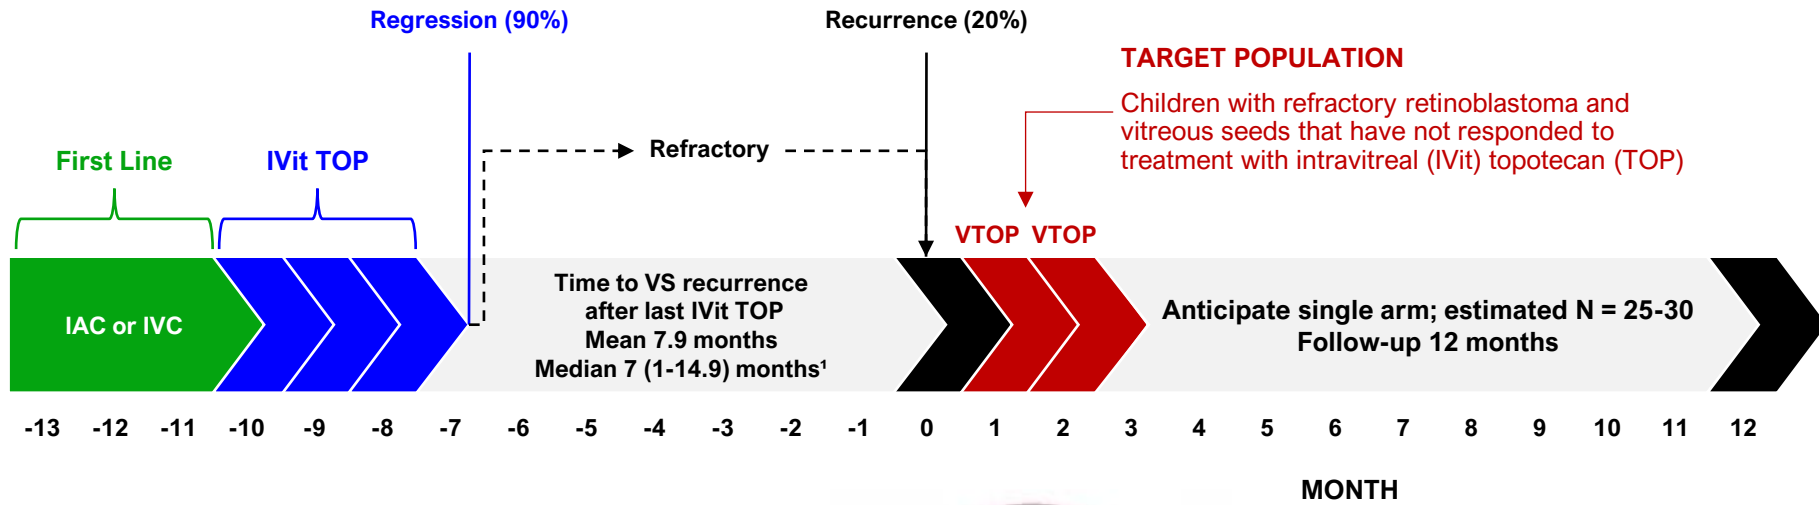 Regression (90%)
Recurrence (20%)
TARGET POPULATION
Children with refractory retinoblastoma and
vitreous seeds that have not responded to
treatment with intravitreal (IVit) topotecan (TOP)
Refractory
First Line
IVit TOP
VTOP VTOP
IAC or IVC
Time to VS recurrence
after last IVit TOP
Mean 7.9 months
Median 7 (1-14.9) months¹
Anticipate single arm; estimated N = 25-30
Follow-up 12 months
-13 -12 -11 -10 -9 -8 -7 -6 -5 -4 -3 -2 -1 0 1 2 3 4 5 6 7 8 9 10 11 12
MONTH